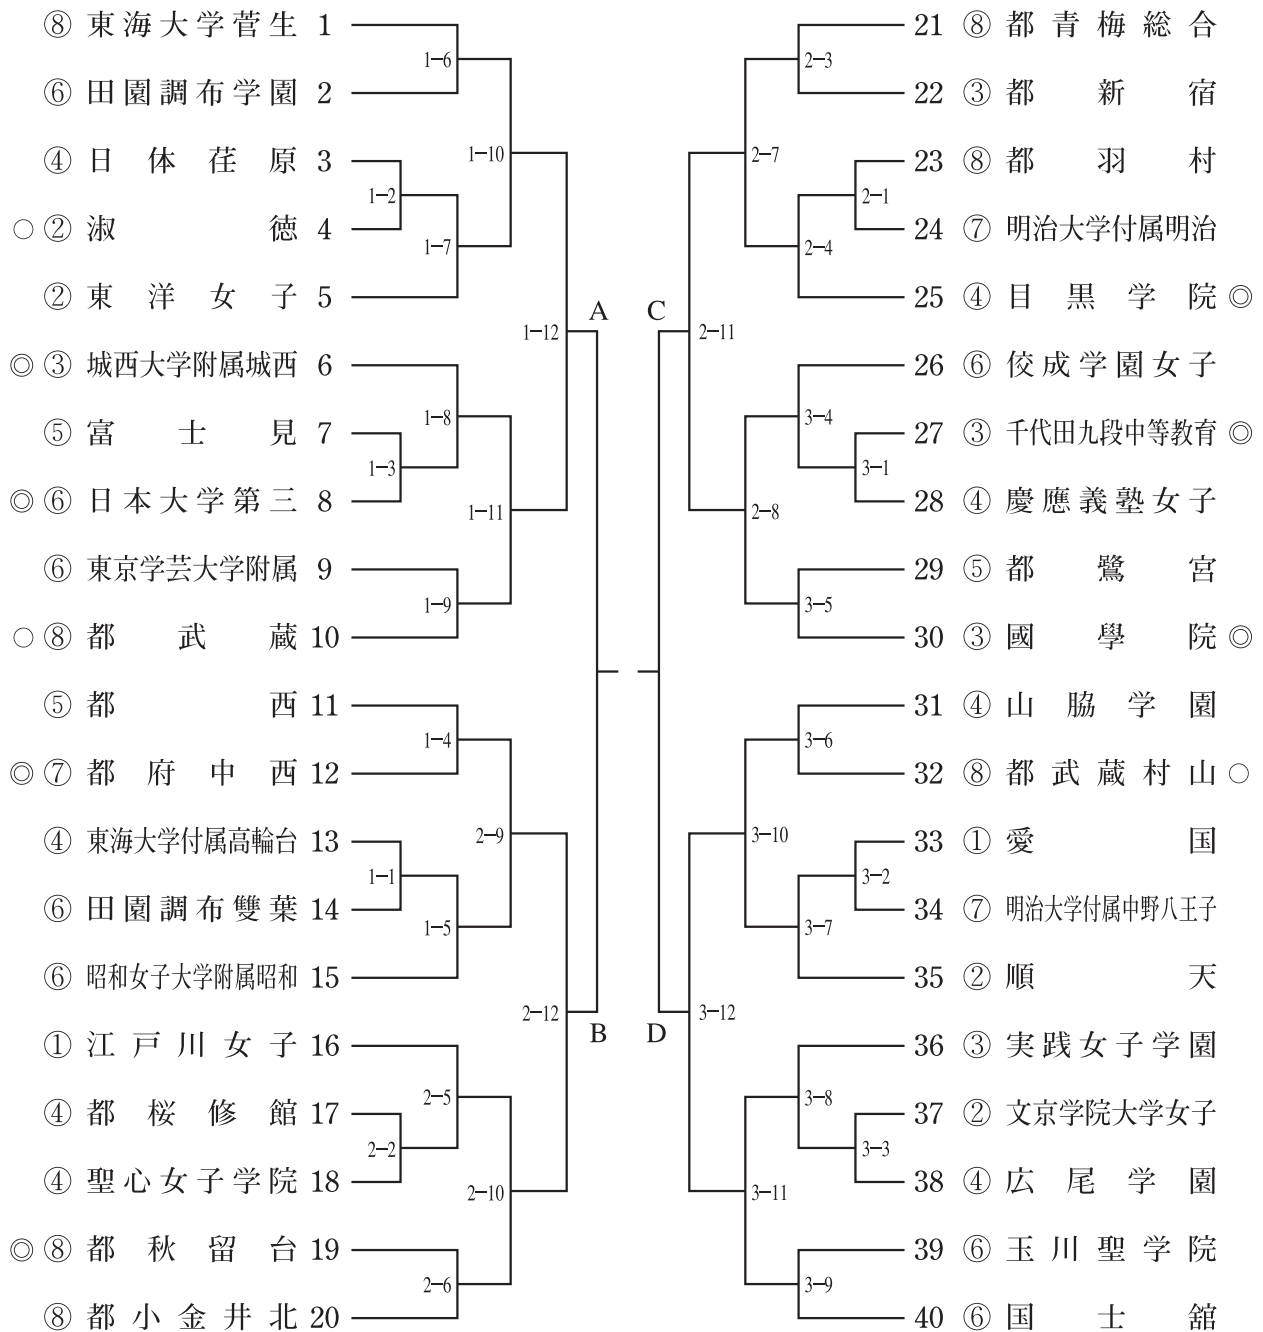 ⑧ 東海大学菅生 1
1−6
⑥ 田園調布学園 2
1−10
④ 日体荏原 3
1−2
○ ② 淑徳 4
1−7
② 東洋女子 5
A
1−12
◎ ③ 城西大学附属城西 6
1−8
⑤ 富士見 7
1−3
◎ ⑥ 日本大学第三 8
1−11
⑥ 東京学芸大学附属 9
1−9
○ ⑧ 都武蔵 10
⑤ 都西 11
1−4
◎ ⑦ 都府中西 12
2−9
④ 東海大学付属高輪台 13
1−1
⑥ 田園調布雙葉 14
1−5
⑥ 昭和女子大学附属昭和 15
2−12
B
① 江戸川女子 16
2−5
④ 都桜修館 17
2−2
④ 聖心女子学院 18
2−10
◎ ⑧ 都秋留台 19
2−6
⑧ 都小金井北 20
21 ⑧ 都青梅総合
2−3
22 ③ 都新宿
2−7
23 ⑧ 都羽村
2−1
24 ⑦ 明治大学付属明治
2−4
25 ④ 目黒学院 ◎
C
2−11
26 ⑥ 佼成学園女子
3−4
27 ③ 千代田九段中等教育 ◎
3−1
28 ④ 慶應義塾女子
2−8
29 ⑤ 都鷺宮
3−5
30 ③ 國學院 ◎
31 ④ 山脇学園
3−6
32 ⑧ 都武蔵村山 ○
3−10
33 ① 愛国
3−2
34 ⑦ 明治大学付属中野八王子
3−7
35 ② 順天
3−12
D
36 ③ 実践女子学園
3−8
37 ② 文京学院大学女子
3−3
38 ④ 広尾学園
3−11
39 ⑥ 玉川聖学院
3−9
40 ⑥ 国士舘